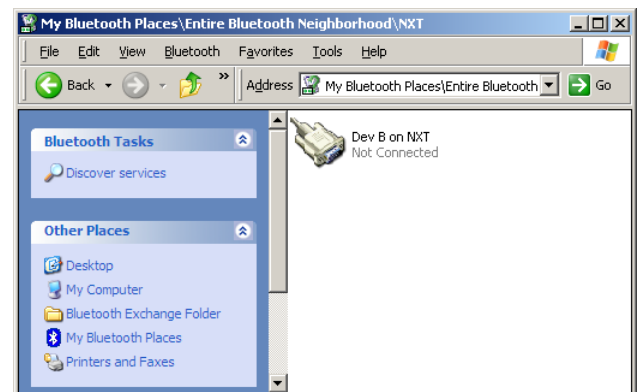 My Bluetooth Places\Entire Bluetooth Neighborhood\NXT
File Edit View Bluetooth Favorites Tools Help
Back » Address My Bluetooth Places\Entire Bluetooth Go
Bluetooth Tasks
Discover services
Dev B on NXT
Not Connected
Other Places
Desktop
My Computer
Bluetooth Exchange Folder
My Bluetooth Places
Printers and Faxes